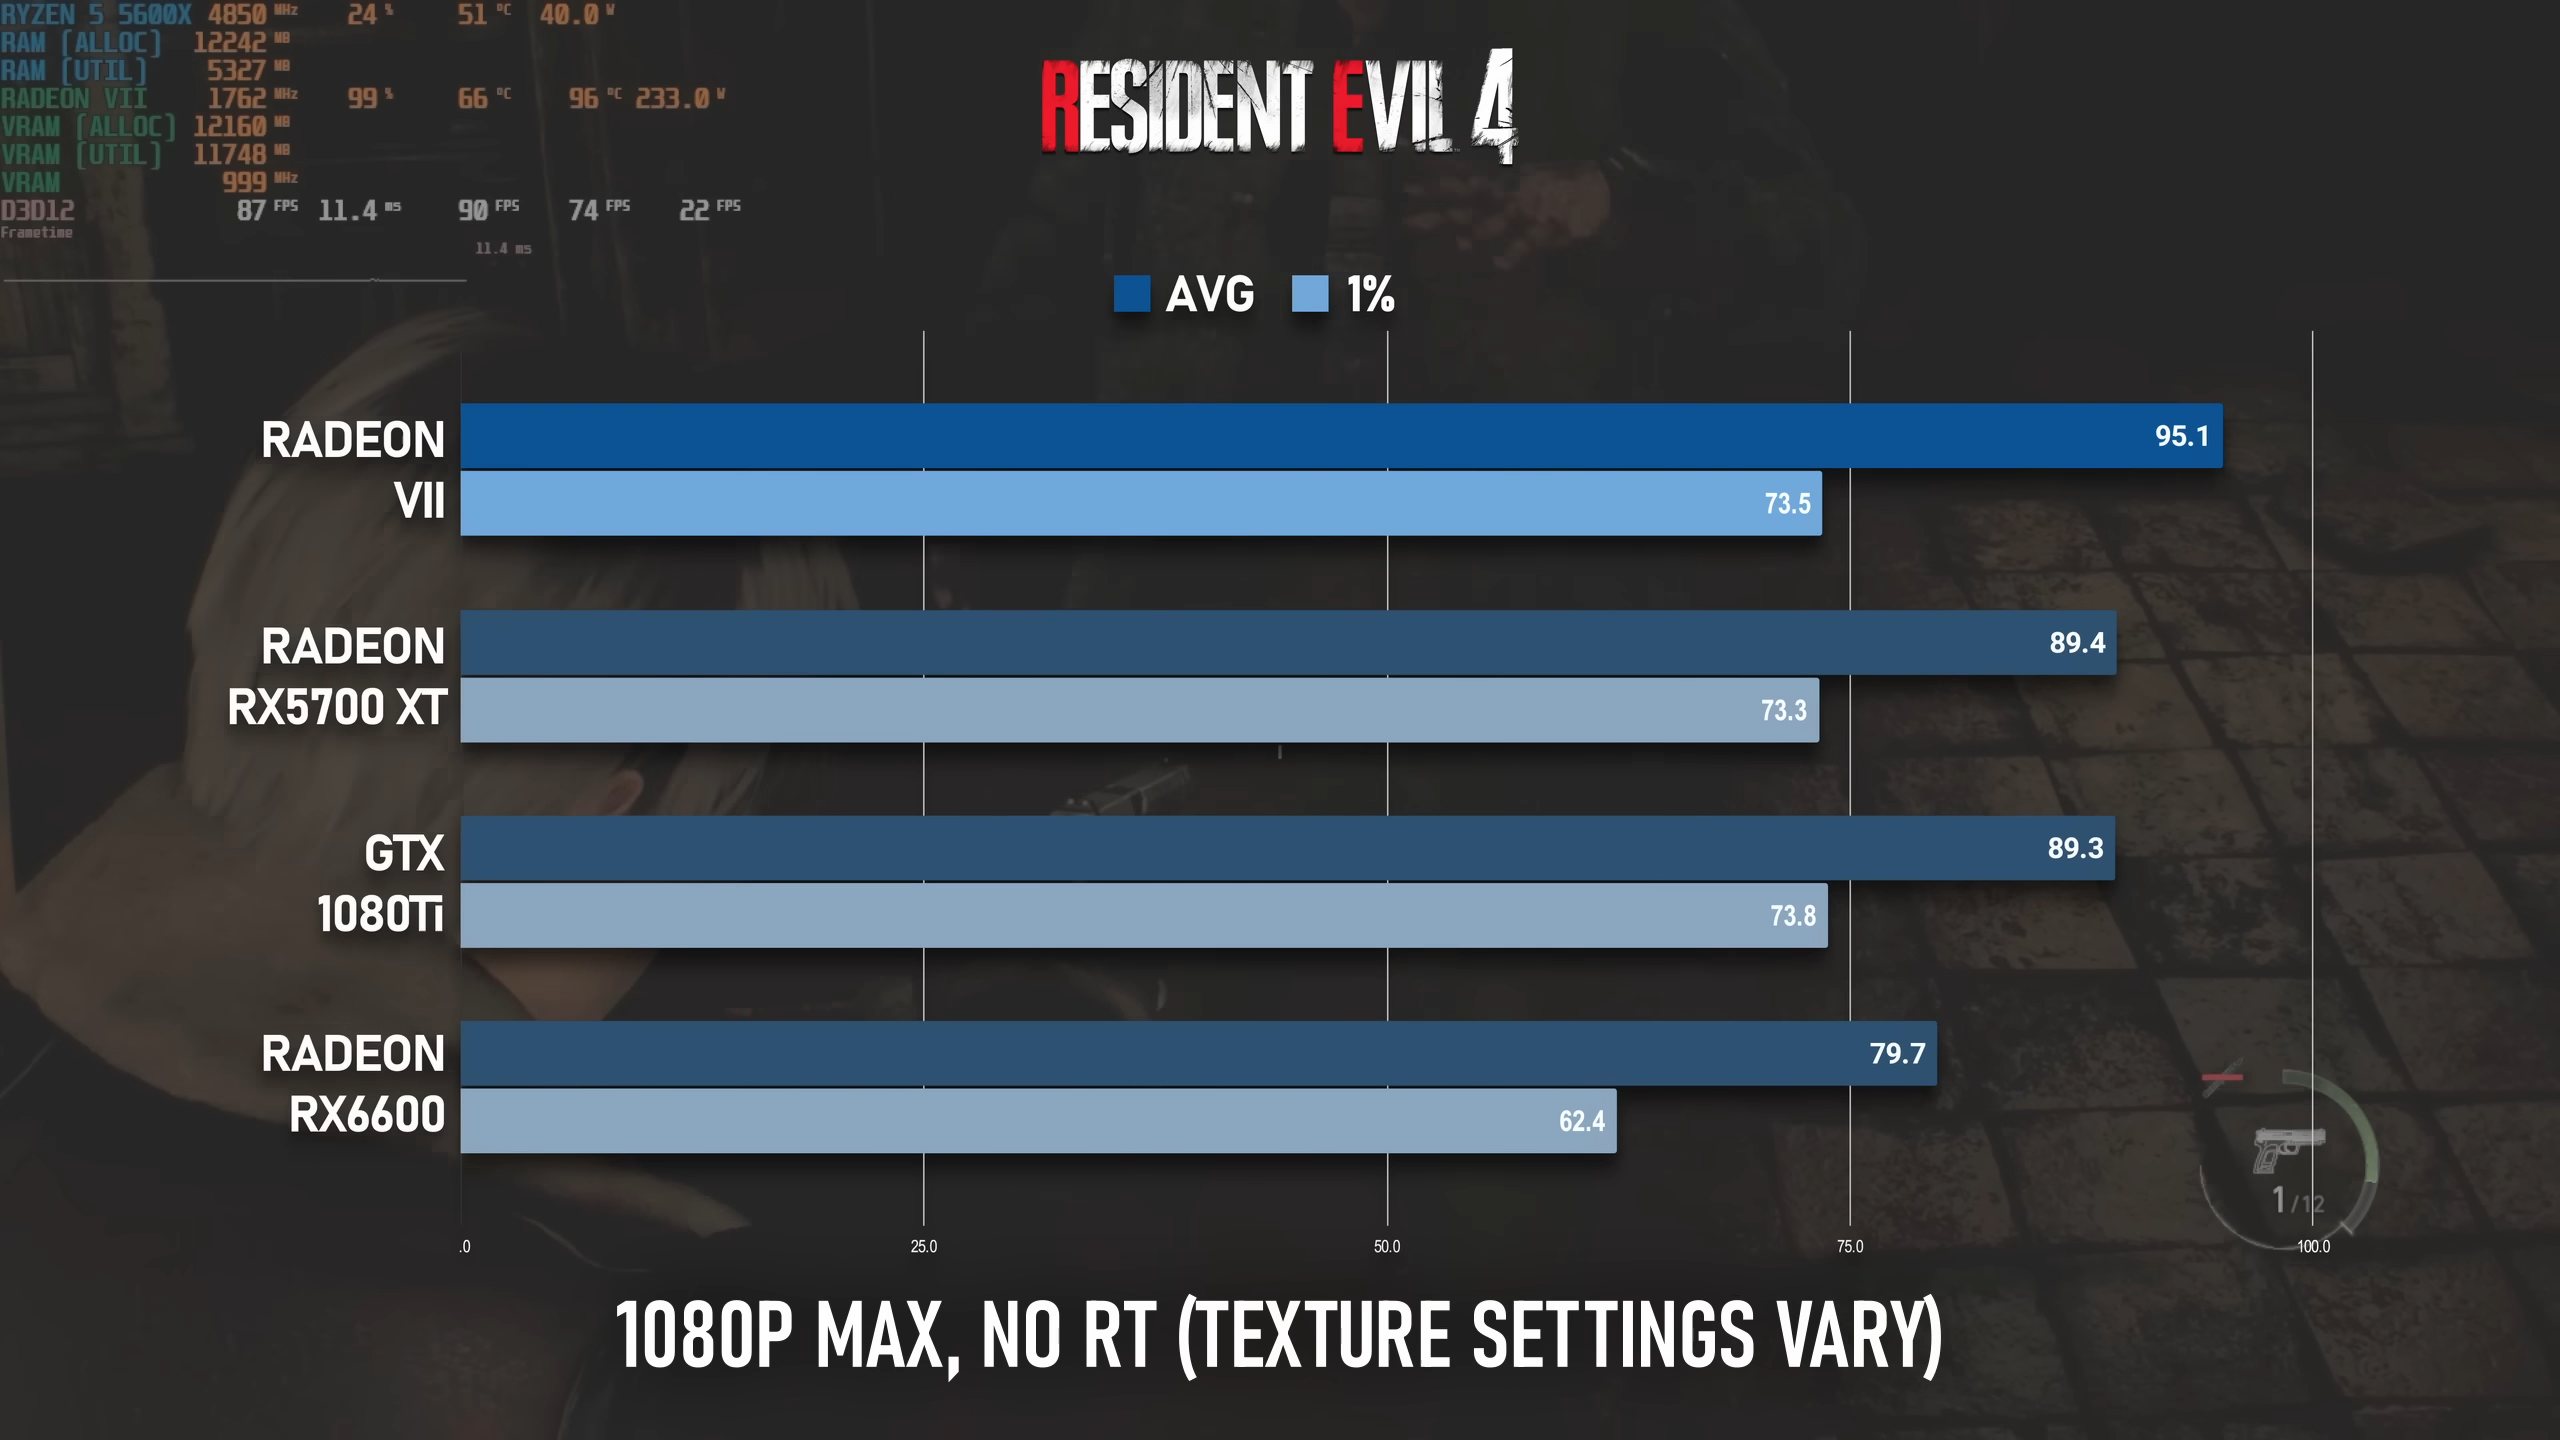 RYZEN 5 5600X 4850 MHz 24 % 51 °C 40.0 W
RAM [ALLOC] 12242 MB
RAM [UTIL] 5327 MB
RADEON VII 1762 MHz 99 % 66 °C 96 °C 233.0 W
VRAM [ALLOC] 12160 MB
VRAM [UTIL] 11748 MB
VRAM 999 MHz
D3D12 87 FPS 11.4 ms 90 FPS 74 FPS 22 FPS
Frametime
11.4 ms
RESIDENT EVIL 4
AVG 1%
RADEON
VII
95.1
73.5
RADEON
RX5700 XT
89.4
73.3
GTX
1080Ti
89.3
73.8
RADEON
RX6600
79.7
62.4
1/12
.0 25.0 50.0 75.0 100.0
1080P MAX, NO RT (TEXTURE SETTINGS VARY)